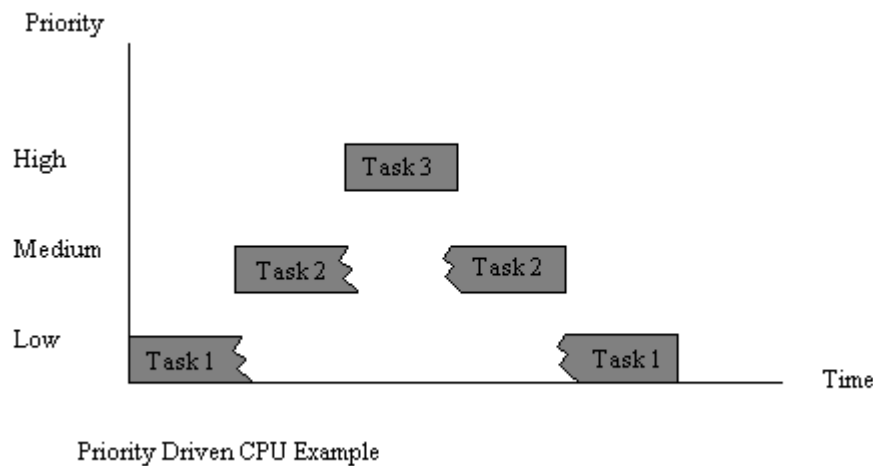 Priority
High
Task 3
Medium
Task 2
Task 2
Low
Task 1
Task 1
Time
Priority Driven CPU Example